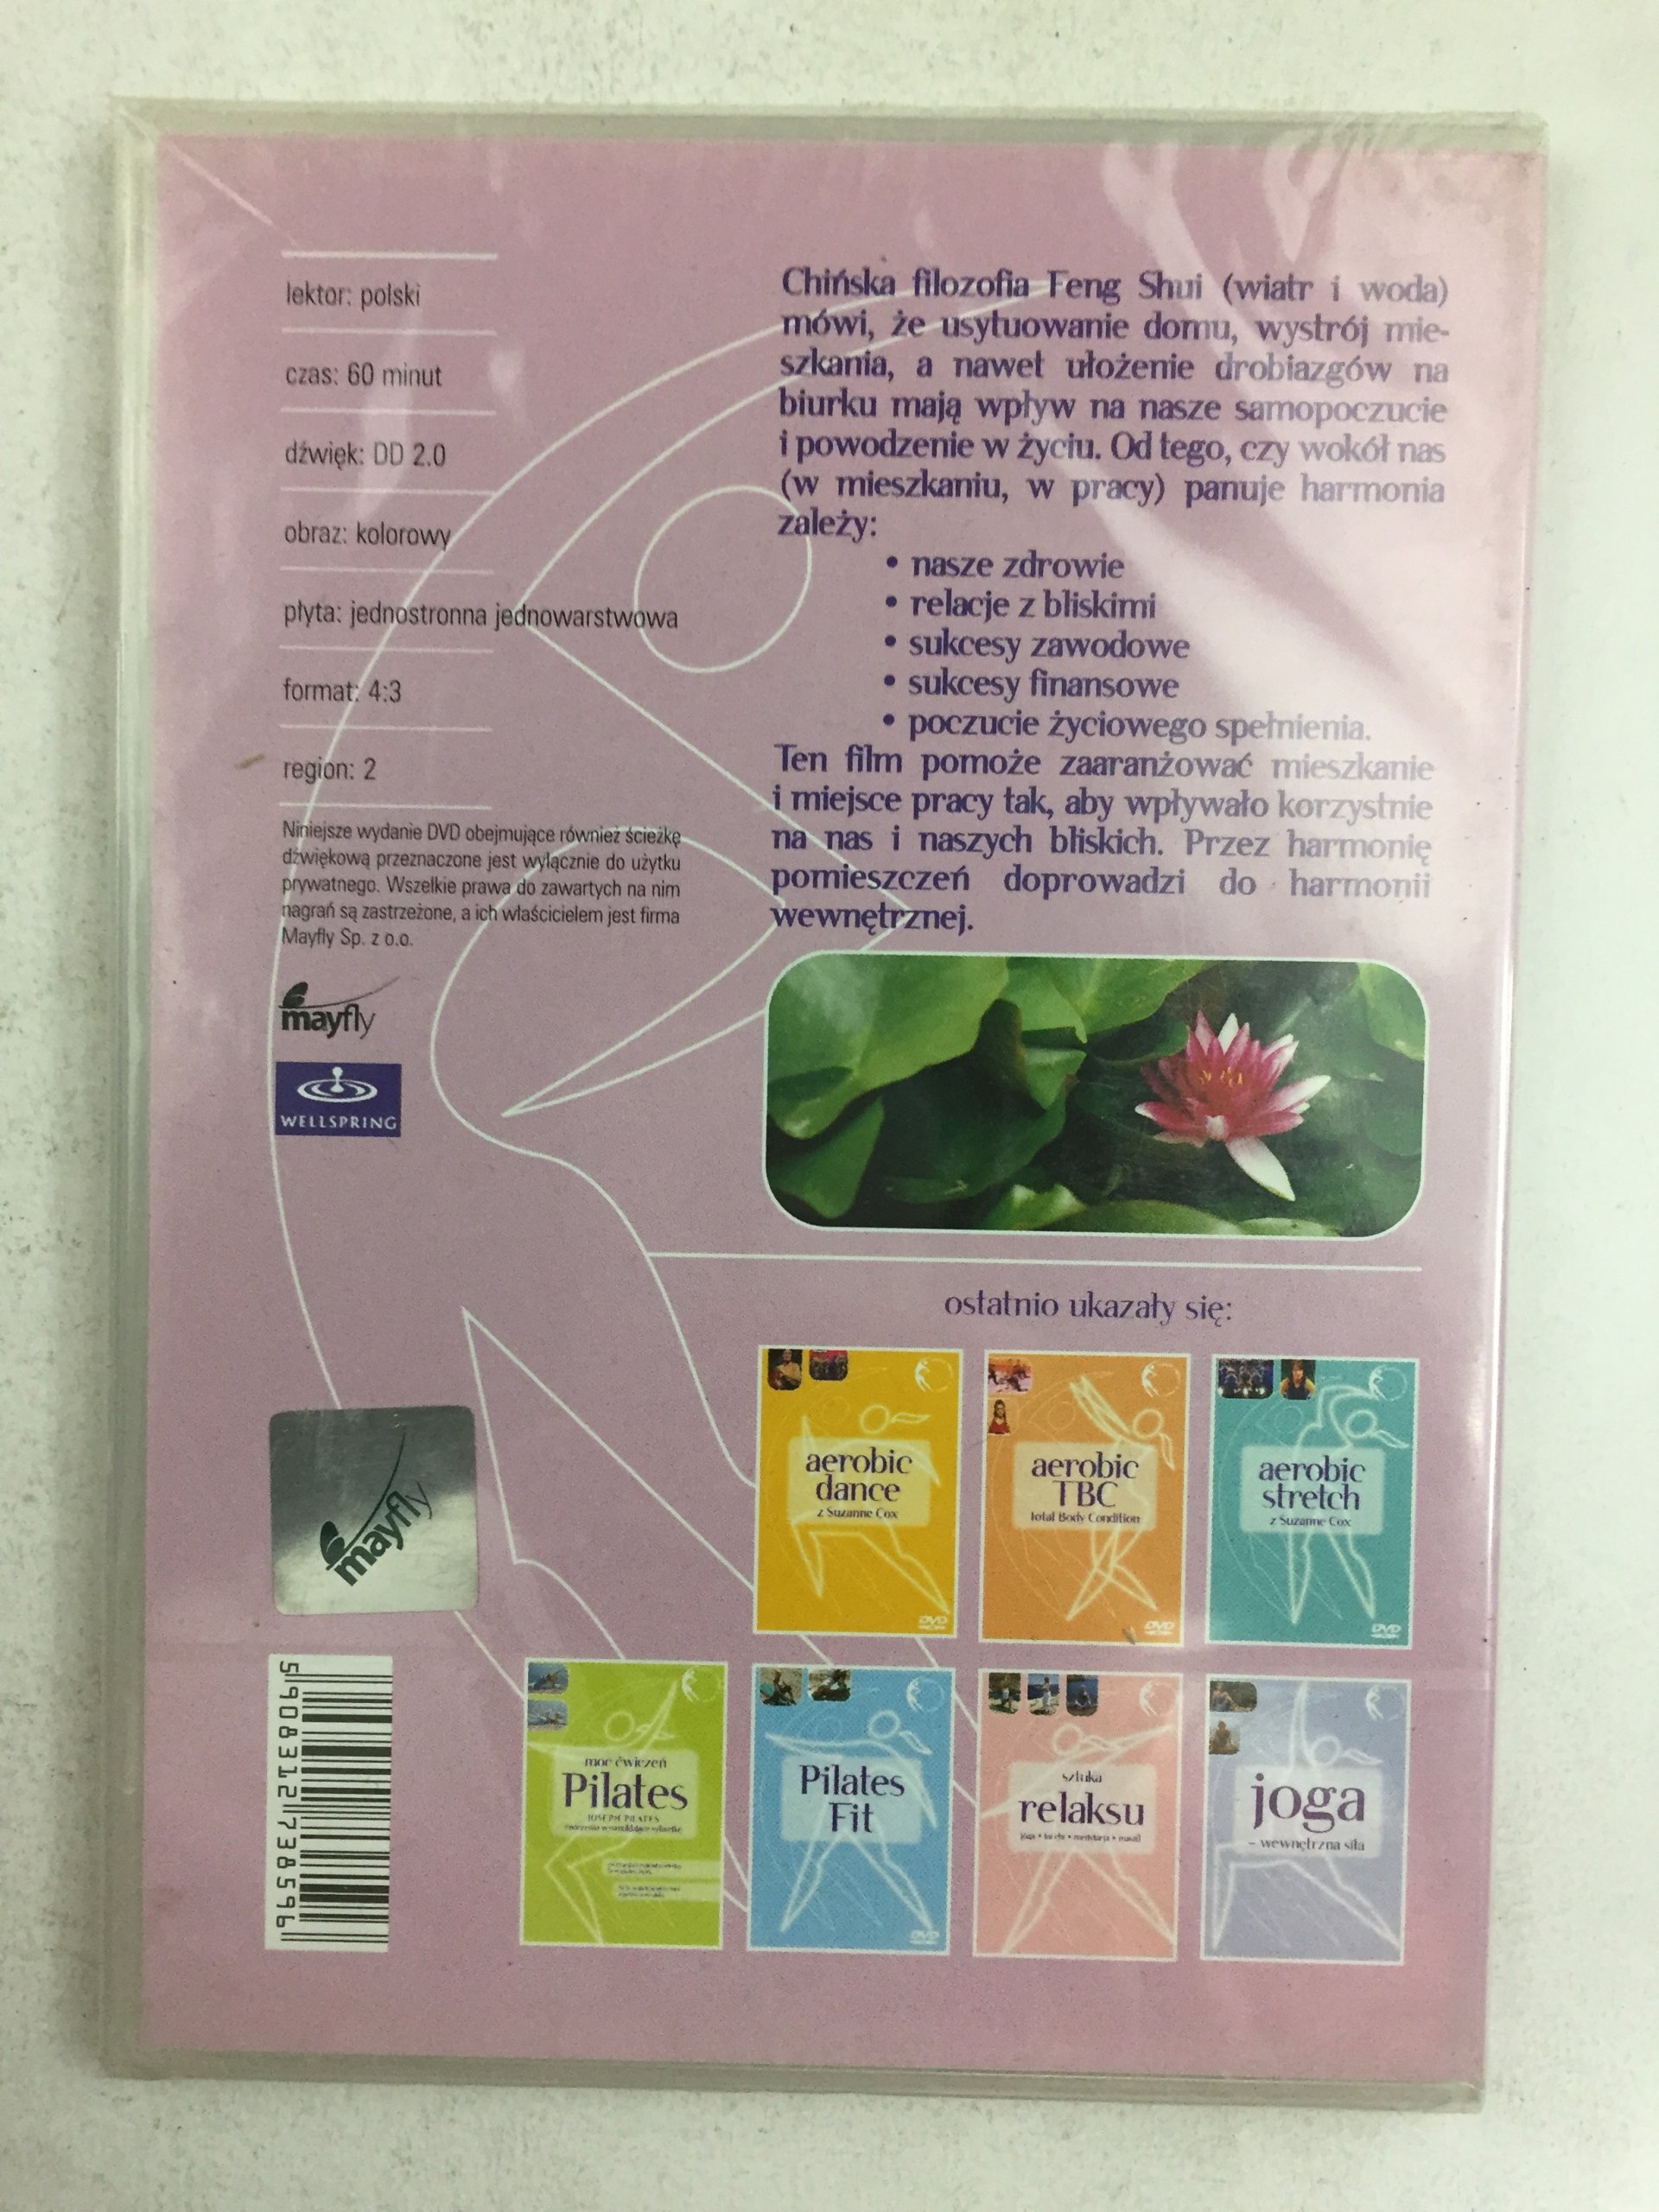 lektor: polski
czas: 60 minut
dźwięk: DD 2.0
obraz: kolorowy
płyta: jednostronna jednowarstwowa
format: 4:3
region: 2
Niniejsze wydanie DVD obejmujące również ścieżkę
dźwiękową przeznaczone jest wyłącznie do użytku
prywatnego. Wszelkie prawa do zawartych na nim
nagrań są zastrzeżone, a ich właścicielem jest firma
Mayfly Sp. z o.o.
mayfly
WELLSPRING
Chińska filozofia Feng Shui (wiatr i woda)
mówi, że usytuowanie domu, wystrój mie-
szkania, a nawet ułożenie drobiazgów na
biurku mają wpływ na nasze samopoczucie
i powodzenie w życiu. Od tego, czy wokół nas
(w mieszkaniu, w pracy) panuje harmonia
zależy:
• nasze zdrowie
• relacje z bliskimi
• sukcesy zawodowe
• sukcesy finansowe
• poczucie życiowego spełnienia.
Ten film pomoże zaaranżować mieszkanie
i miejsce pracy tak, aby wpływało korzystnie
na nas i naszych bliskich. Przez harmonię
pomieszczeń doprowadzi do harmonii
wewnętrznej.
ostatnio ukazały się:
aerobic
dance
z Suzanne Cox
DVD
aerobic
TBC
Total Body Condition
DVD
aerobic
stretch
z Suzanne Cox
DVD
mayfly
moc ćwiczeń
Pilates
JOSEPH PILATES
Pilates
Fit
DVD
sztuka
relaksu
joga
– wewnętrzna siła
5908312738596